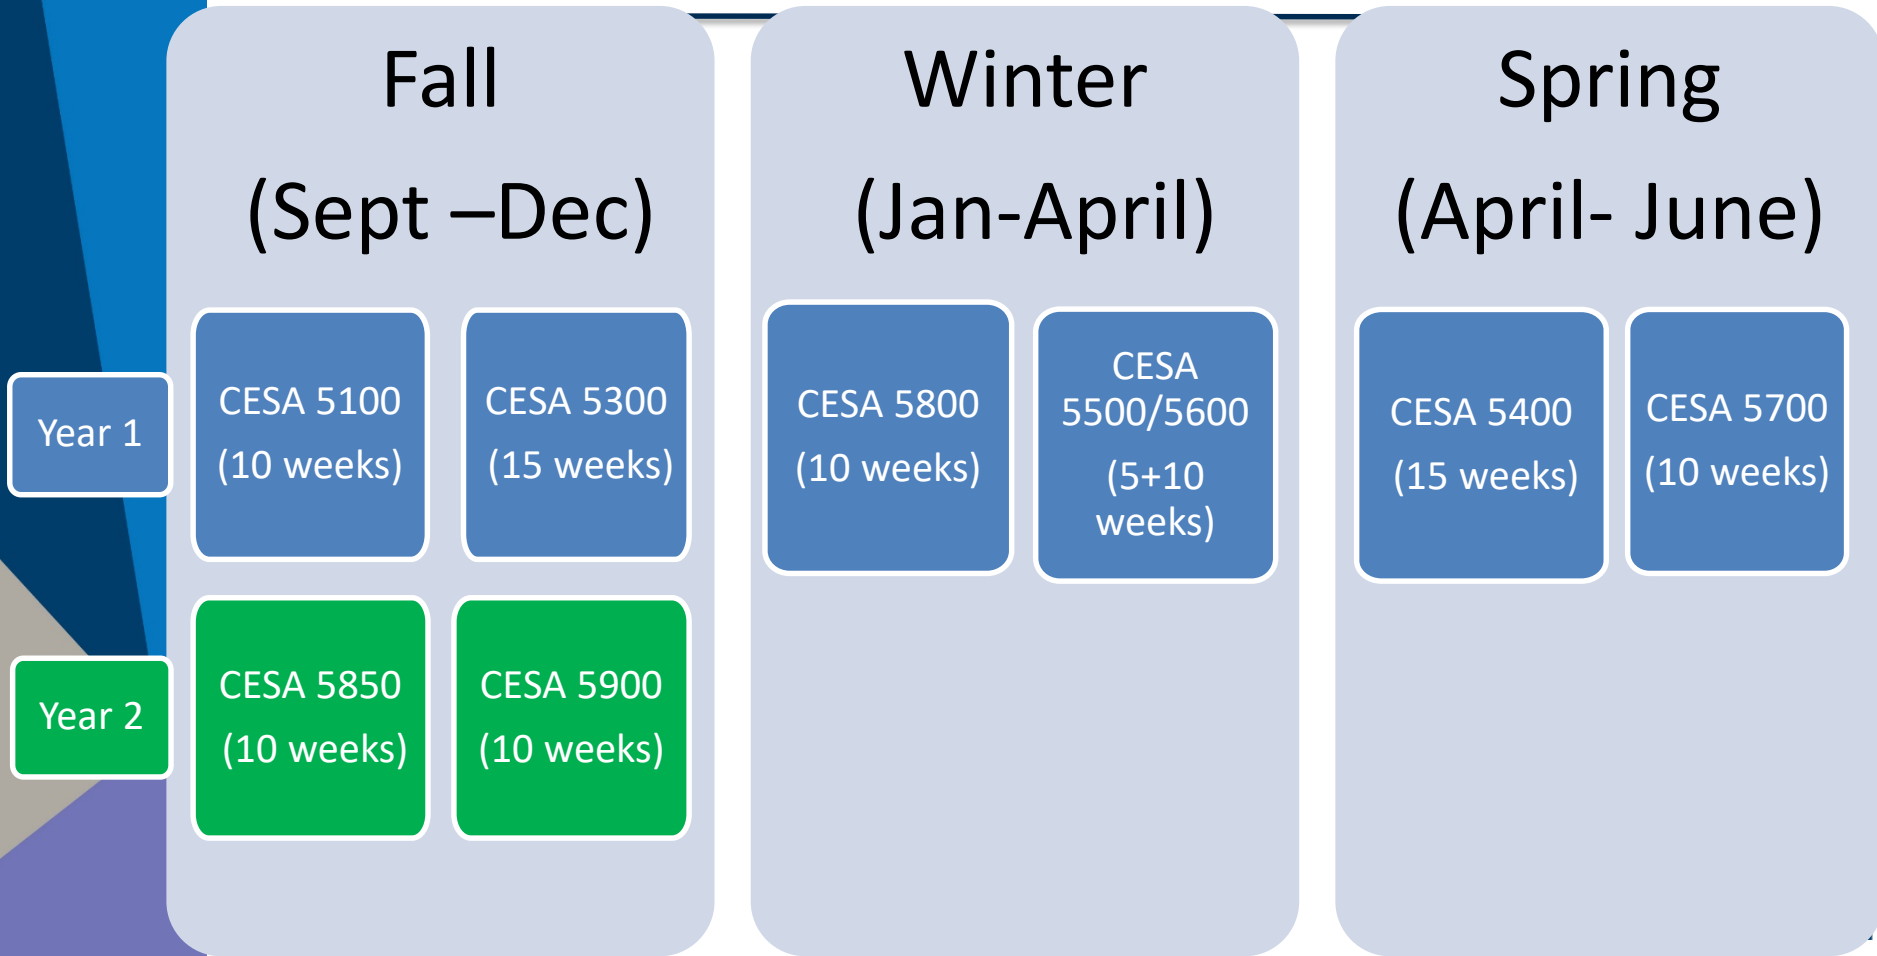 Fall
(Sept –Dec)
Winter
(Jan-April)
Spring
(April- June)
Year 1
CESA 5100
(10 weeks)
CESA 5300
(15 weeks)
CESA 5800
(10 weeks)
CESA
5500/5600
(5+10
weeks)
CESA 5400
(15 weeks)
CESA 5700
(10 weeks)
Year 2
CESA 5850
(10 weeks)
CESA 5900
(10 weeks)